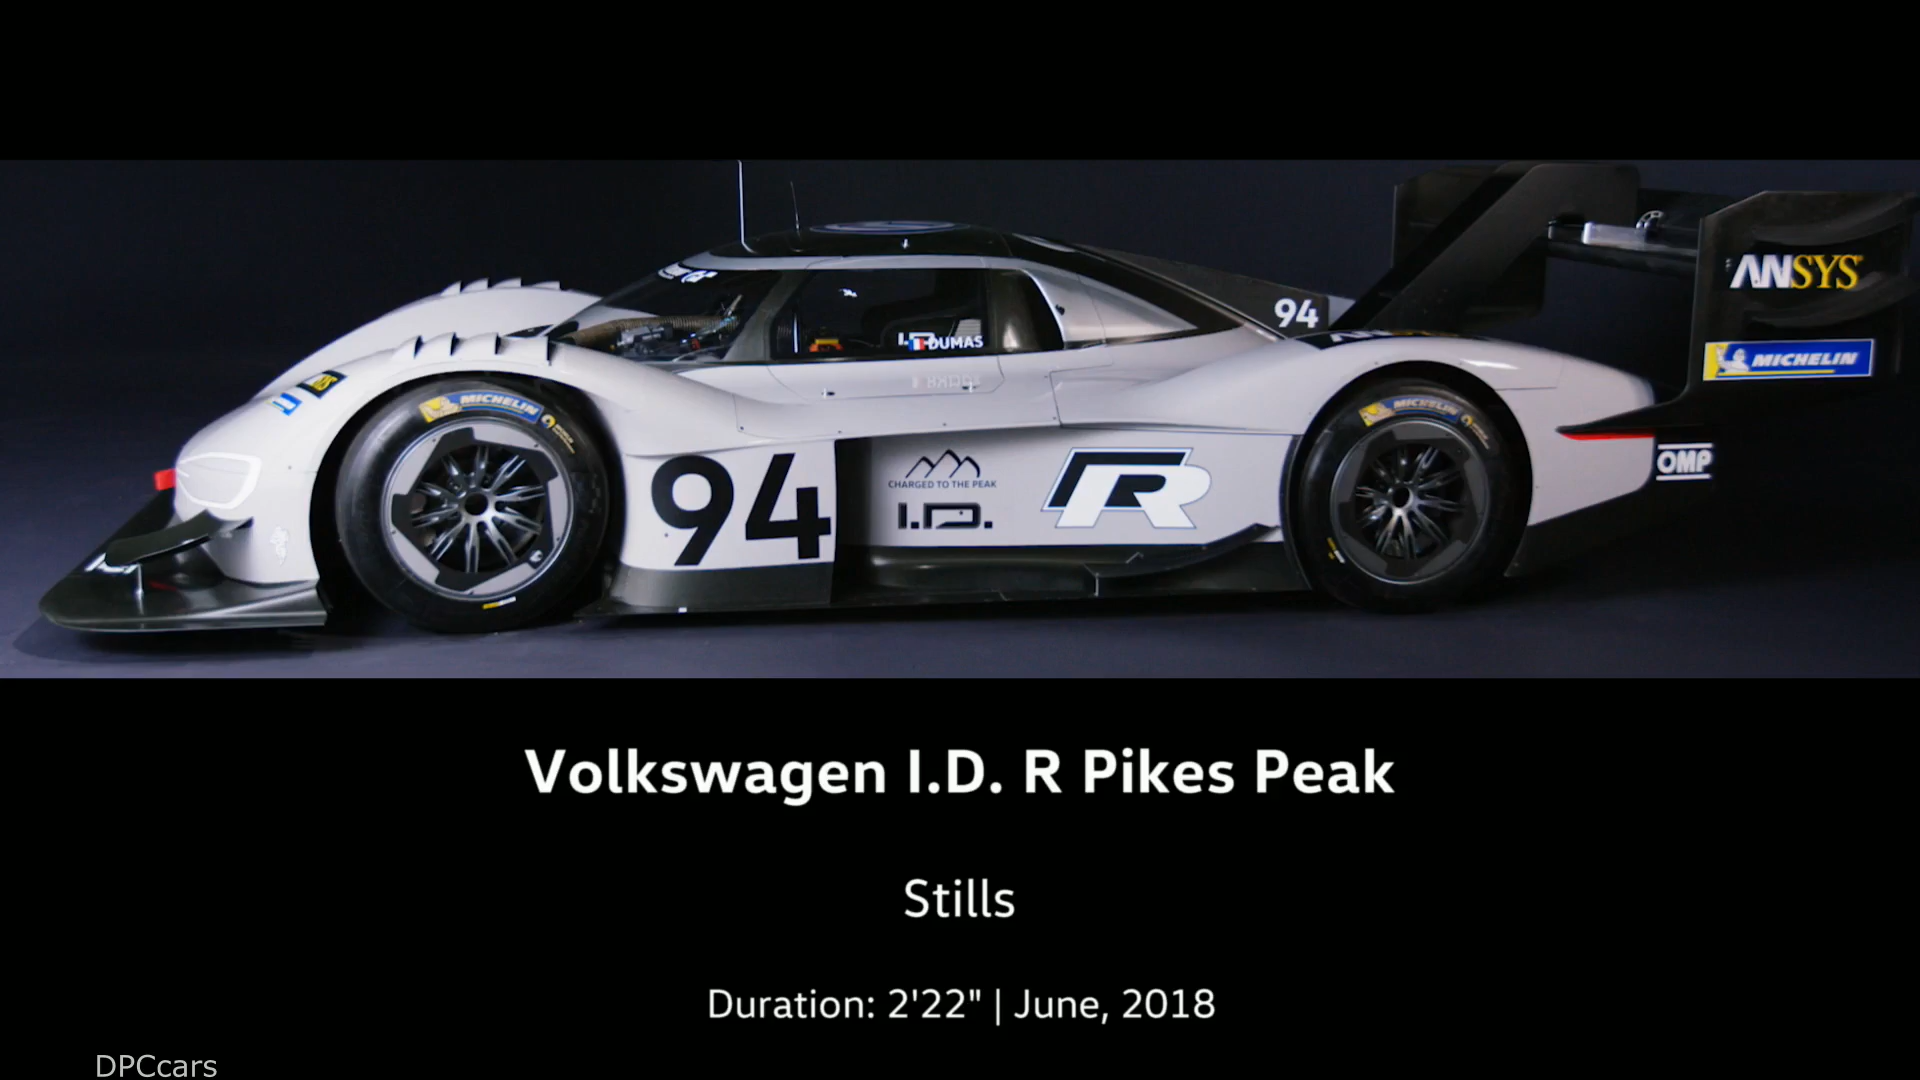 94
ANSYS
MICHELIN
DUMAS
MICHELIN
MICHELIN
94
CHARGED TO THE PEAK
I.D.
R
OMP
Volkswagen I.D. R Pikes Peak
Stills
Duration: 2'22" | June, 2018
DPCcars